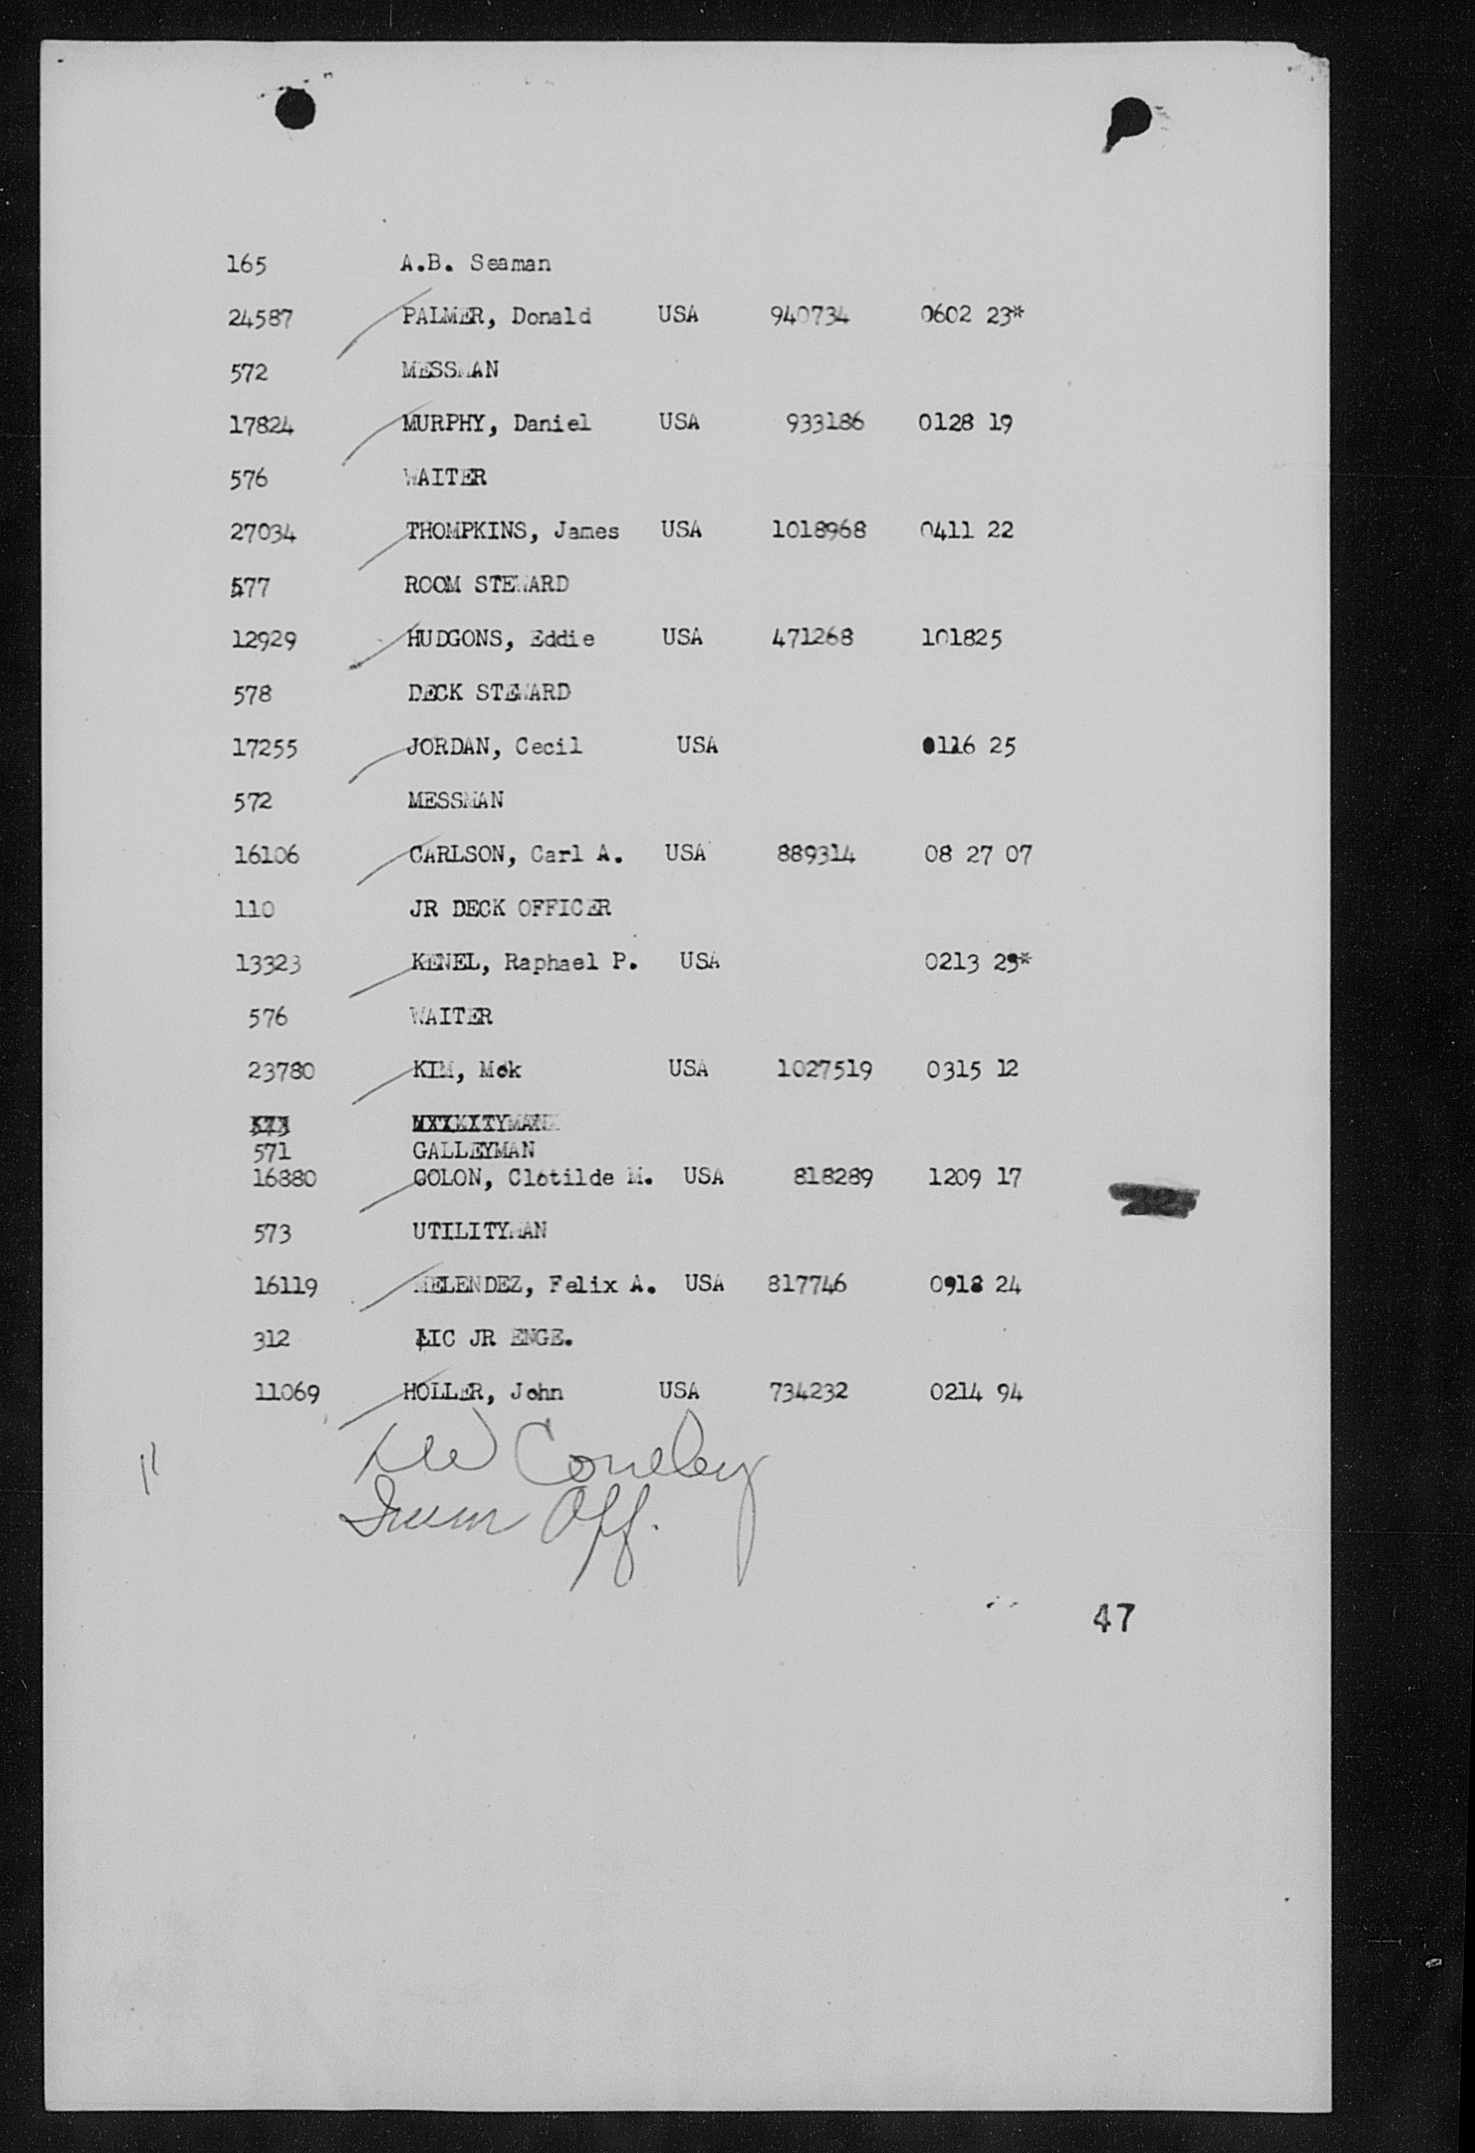 165 A.B. Seaman
24587 PALMER, Donald USA 940734 0602 23*
572 MESSMAN
17824 MURPHY, Daniel USA 933186 0128 19
576 WAITER
27034 THOMPKINS, James USA 1018968 0411 22
577 ROOM STEWARD
12929 HUDGONS, Eddie USA 471268 101825
578 DECK STEWARD
17255 JORDAN, Cecil USA 0116 25
572 MESSMAN
16106 CARLSON, Carl A. USA 889314 08 27 07
110 JR DECK OFFICER
13323 KENEL, Raphael P. USA 0213 23*
576 WAITER
23780 KIM, Mok USA 1027519 0315 12
571 GALLEYMAN
16880 COLON, Clotilde M. USA 818289 1209 17
573 UTILITYMAN
16119 MELENDEZ, Felix A. USA 817746 0918 24
312 LIC JR ENGE.
11069 HOLLER, John USA 734232 0214 94
Off.
47